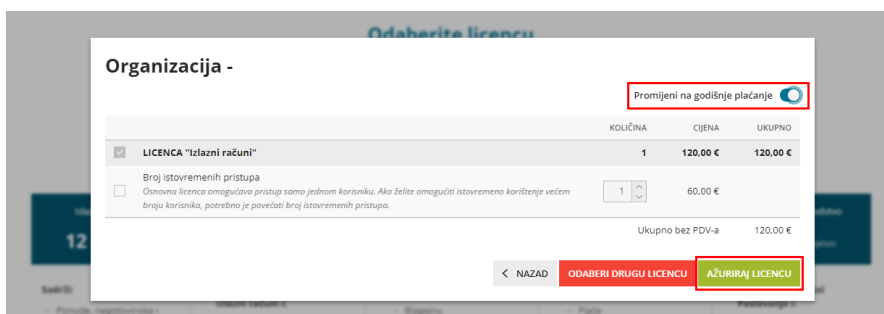 Odaberite licencu
Organizacija -
Promijeni na godišnje plaćanje
KOLIČINA CIJENA UKUPNO
LICENCA "Izlazni računi" 1 120,00 € 120,00 €
Broj istovremenih pristupa
Osnovna licenca omogućava pristup samo jednom korisniku. Ako želite omogućiti istovremeno korištenje većem
broju korisnika, potrebno je povećati broj istovremenih pristupa.
1 60,00 €
Ukupno bez PDV-a 120,00 €
NAZAD ODABERI DRUGU LICENCU AŽURIRAJ LICENCU
12
Sadrži: